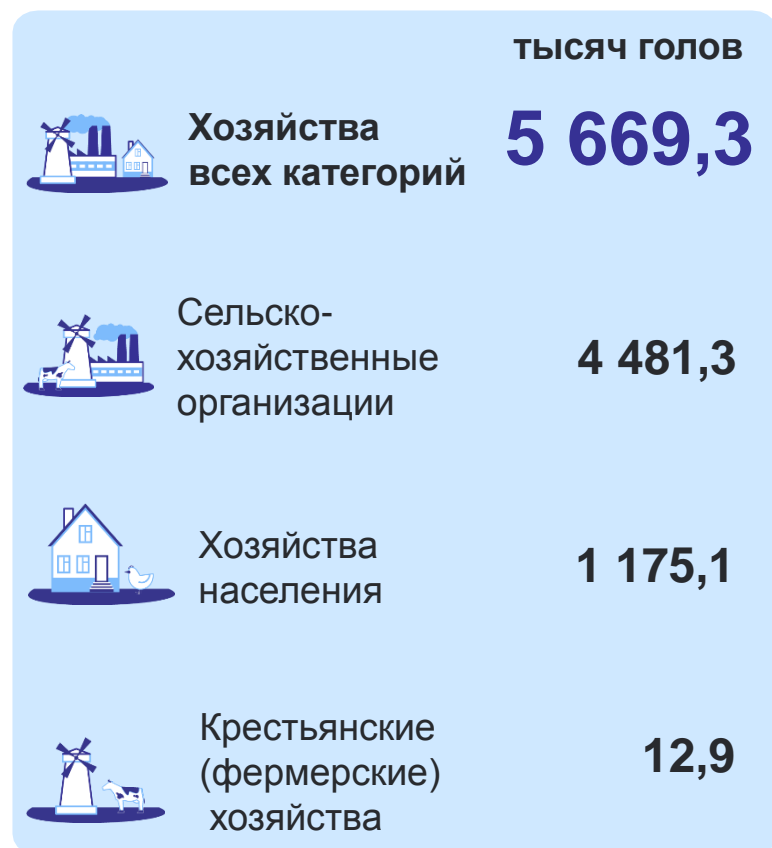 тысяч голов
Хозяйства
всех категорий
5 669,3
Сельско-
хозяйственные
организации
4 481,3
Хозяйства
населения
1 175,1
Крестьянские
(фермерские)
хозяйства
12,9